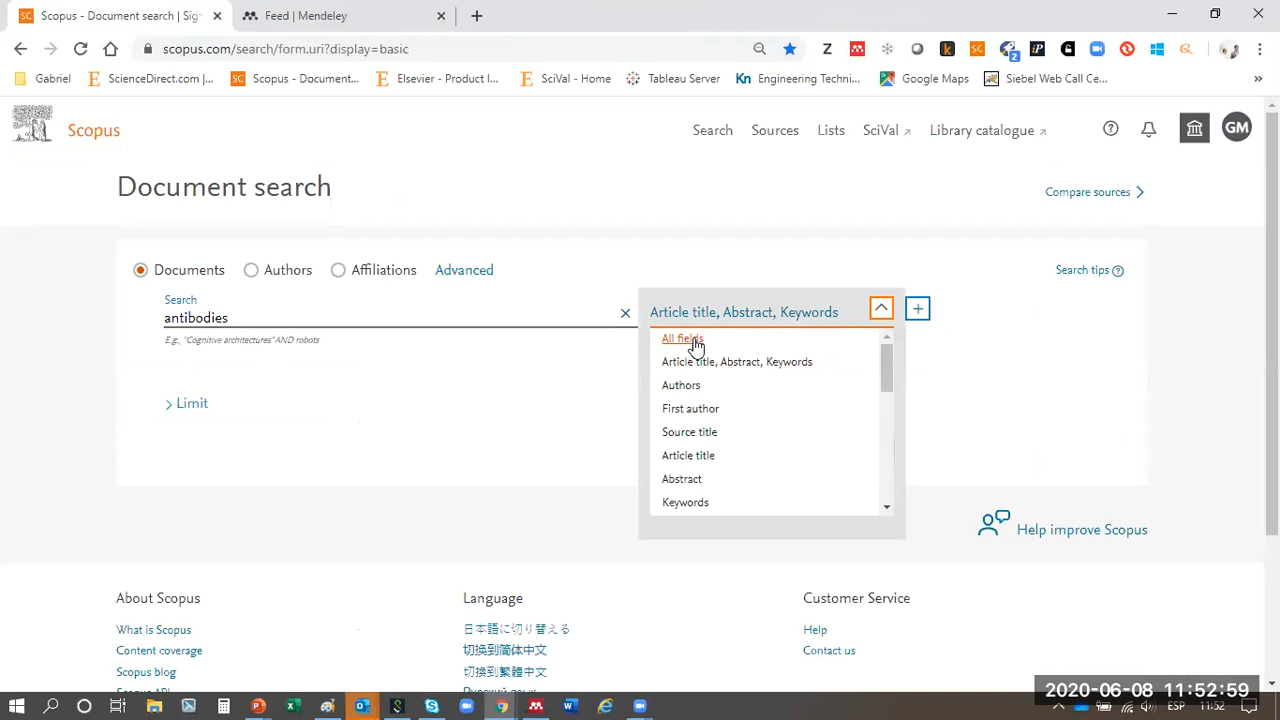 Scopus - Document search | Sig
Feed | Mendeley
scopus.com/search/form.uri?display=basic
Gabriel
ScienceDirect.com |...
Scopus - Document...
Elsevier - Product I...
SciVal - Home
Tableau Server
Engineering Techni...
Google Maps
Siebel Web Call Ce...
Scopus
Search
Sources
Lists
SciVal
Library catalogue
GM
Document search
Compare sources
Documents
Authors
Affiliations
Advanced
Search tips
Search
antibodies
E.g., "Cognitive architectures" AND robots
Article title, Abstract, Keywords
All fields
Article title, Abstract, Keywords
Authors
First author
Source title
Article title
Abstract
Keywords
Limit
Help improve Scopus
About Scopus
What is Scopus
Content coverage
Scopus blog
Language
日本語に切り替える
切换到简体中文
切換到繁體中文
Customer Service
Help
Contact us
2020-06-08 11:52:59
ESP
11:52